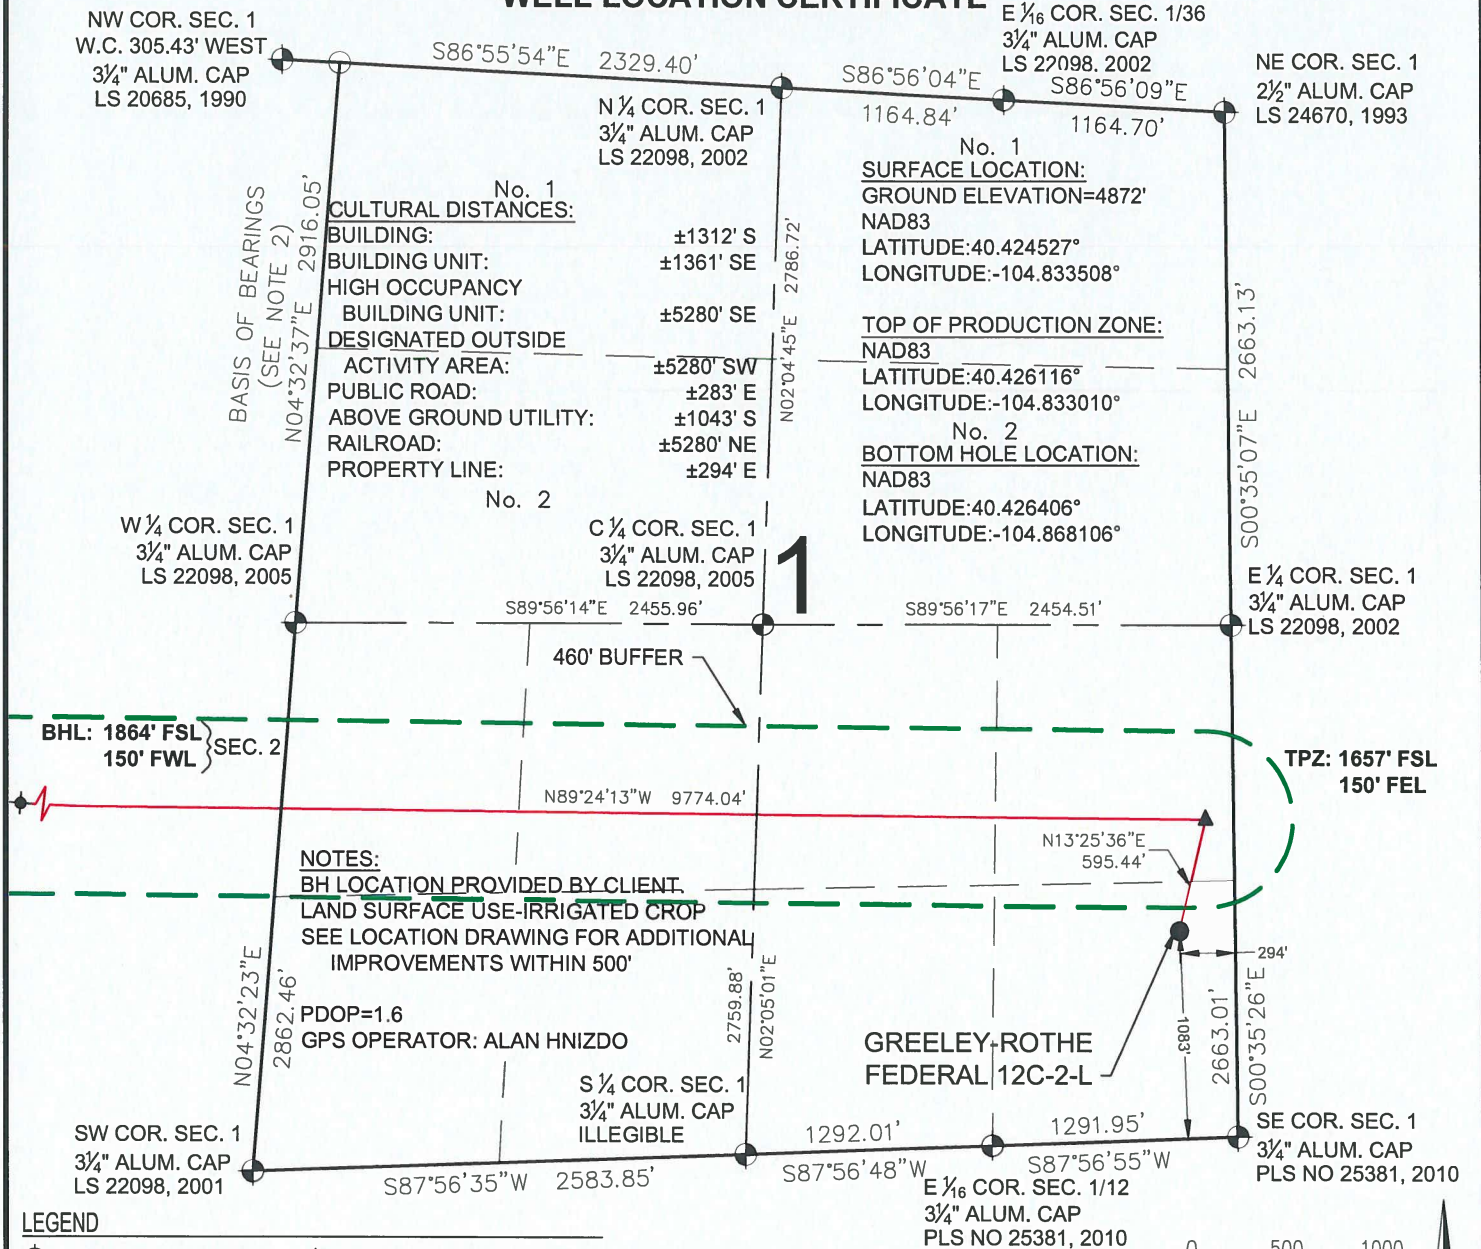 WELL LOCATION CERTIFICATE
NW COR. SEC. 1
W.C. 305.43' WEST
3¼" ALUM. CAP
LS 20685, 1990
S86°55'54"E 2329.40'
N ¼ COR. SEC. 1
3¼" ALUM. CAP
LS 22098, 2002
S86°56'04"E
1164.84'
E 1/16 COR. SEC. 1/36
3¼" ALUM. CAP
LS 22098, 2002
S86°56'09"E
1164.70'
NE COR. SEC. 1
2½" ALUM. CAP
LS 24670, 1993
BASIS OF BEARINGS
(SEE NOTE 2)
N04°32'37"E 2916.05'
No. 1
CULTURAL DISTANCES:
BUILDING: ±1312' S
BUILDING UNIT: ±1361' SE
HIGH OCCUPANCY
BUILDING UNIT: ±5280' SE
DESIGNATED OUTSIDE
ACTIVITY AREA: ±5280' SW
PUBLIC ROAD: ±283' E
ABOVE GROUND UTILITY: ±1043' S
RAILROAD: ±5280' NE
PROPERTY LINE: ±294' E
No. 2
N02°04'45"E 2786.72'
No. 1
SURFACE LOCATION:
GROUND ELEVATION=4872'
NAD83
LATITUDE:40.424527°
LONGITUDE:-104.833508°
TOP OF PRODUCTION ZONE:
NAD83
LATITUDE:40.426116°
LONGITUDE:-104.833010°
No. 2
BOTTOM HOLE LOCATION:
NAD83
LATITUDE:40.426406°
LONGITUDE:-104.868106°
S00°35'07"E 2663.13'
W ¼ COR. SEC. 1
3¼" ALUM. CAP
LS 22098, 2005
C ¼ COR. SEC. 1
3¼" ALUM. CAP
LS 22098, 2005
1
E ¼ COR. SEC. 1
3¼" ALUM. CAP
LS 22098, 2002
S89°56'14"E 2455.96'
S89°56'17"E 2454.51'
460' BUFFER
BHL: 1864' FSL
150' FWL
SEC. 2
TPZ: 1657' FSL
150' FEL
N89°24'13"W 9774.04'
N13°25'36"E
595.44'
NOTES:
BH LOCATION PROVIDED BY CLIENT.
LAND SURFACE USE-IRRIGATED CROP
SEE LOCATION DRAWING FOR ADDITIONAL
IMPROVEMENTS WITHIN 500'
PDOP=1.6
GPS OPERATOR: ALAN HNIZDO
N04°32'23"E
2862.46'
2759.88'
N02°05'01"E
294'
1083'
2663.01'
S00°35'26"E
GREELEY-ROTHE
FEDERAL 12C-2-L
S ¼ COR. SEC. 1
3¼" ALUM. CAP
ILLEGIBLE
SW COR. SEC. 1
3¼" ALUM. CAP
LS 22098, 2001
S87°56'35"W 2583.85'
1292.01'
S87°56'48"W
1291.95'
S87°56'55"W
E 1/16 COR. SEC. 1/12
3¼" ALUM. CAP
PLS NO 25381, 2010
SE COR. SEC. 1
3¼" ALUM. CAP
PLS NO 25381, 2010
LEGEND
0 500 1000